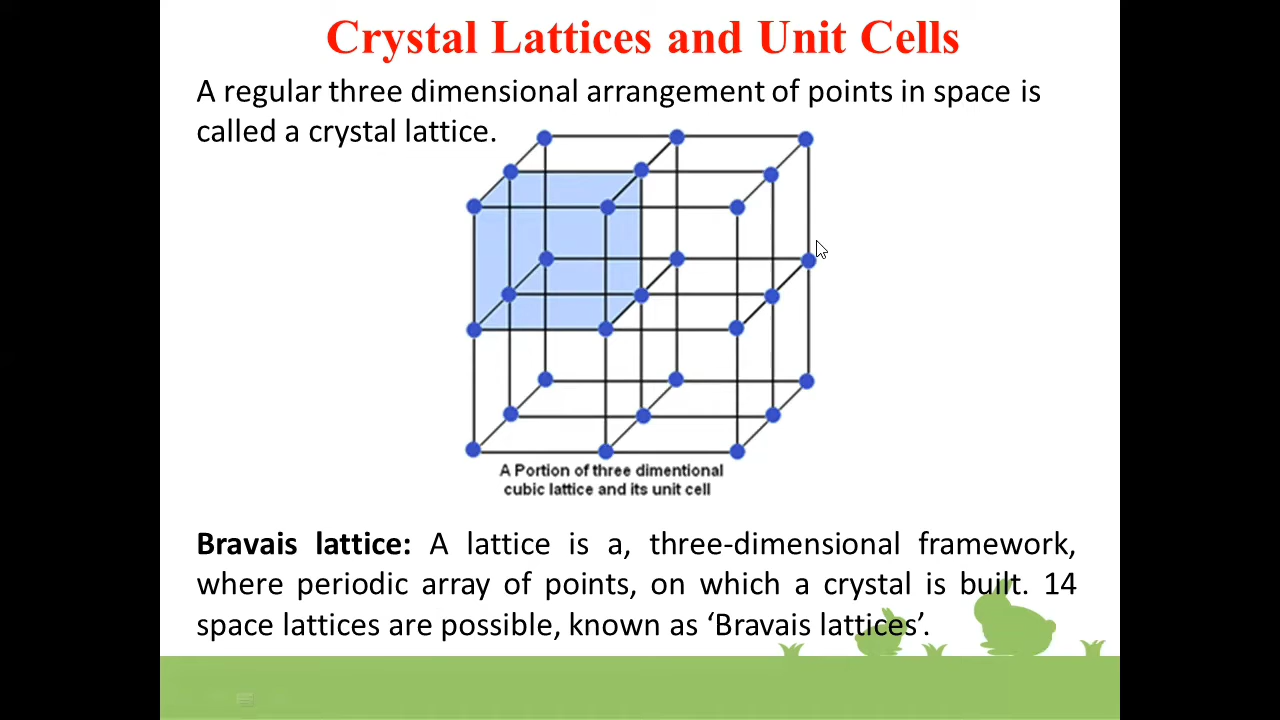 Crystal Lattices and Unit Cells
A regular three dimensional arrangement of points in space is
called a crystal lattice.
A Portion of three dimentional
cubic lattice and its unit cell
Bravais lattice: A lattice is a, three-dimensional framework,
where periodic array of points, on which a crystal is built. 14
space lattices are possible, known as ‘Bravais lattices’.